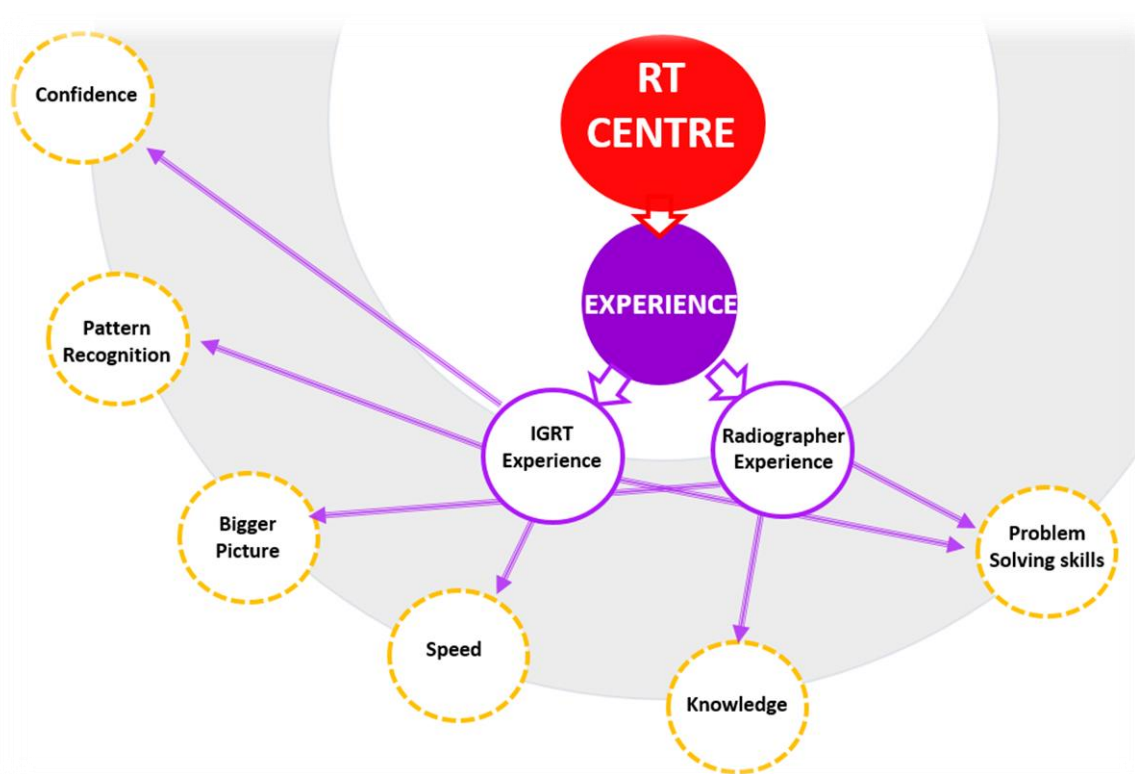 RT
CENTRE
Confidence
EXPERIENCE
Pattern
Recognition
IGRT
Experience
Radiographer
Experience
Bigger
Picture
Problem
Solving skills
Speed
Knowledge